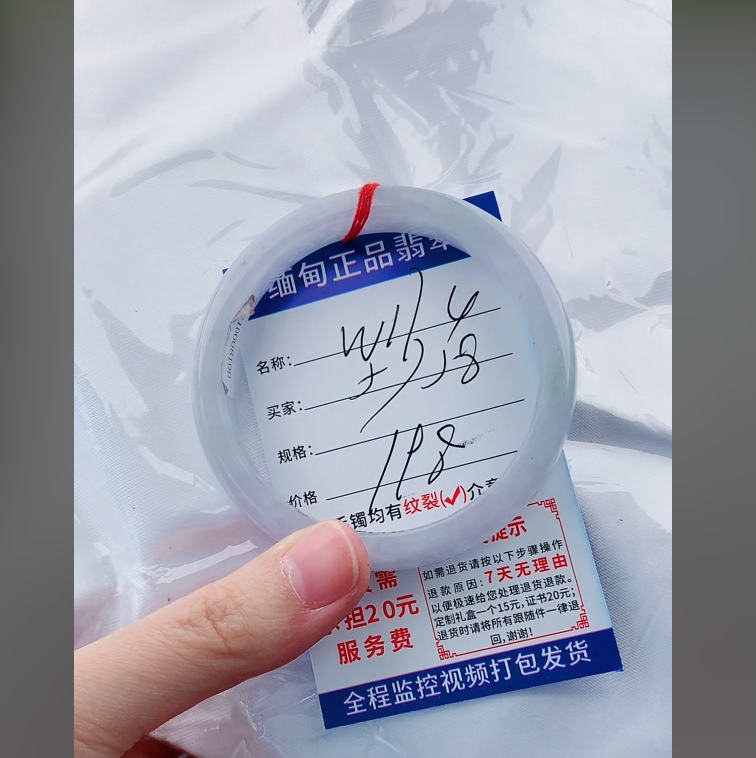 缅甸正品翡翠
名称：
买家：
规格：
价格 118
镯均有纹裂(✓)介意
提示
如需退货请按以下步骤操作
退款原因：7天无理由
以便极速给您处理退货退款。
定制礼盒一个15元，证书20元；
退货时请将所有跟随件一律退
回，谢谢！
需
担20元
服务费
全程监控视频打包发货